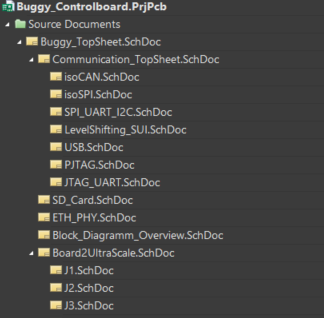 Buggy_Controlboard.PrjPcb
Source Documents
Buggy_TopSheet.SchDoc
Communication_TopSheet.SchDoc
isoCAN.SchDoc
isoSPI.SchDoc
SPI_UART_I2C.SchDoc
LevelShifting_SUI.SchDoc
USB.SchDoc
PJTAG.SchDoc
JTAG_UART.SchDoc
SD_Card.SchDoc
ETH_PHY.SchDoc
Block_Diagramm_Overview.SchDoc
Board2UltraScale.SchDoc
J1.SchDoc
J2.SchDoc
J3.SchDoc